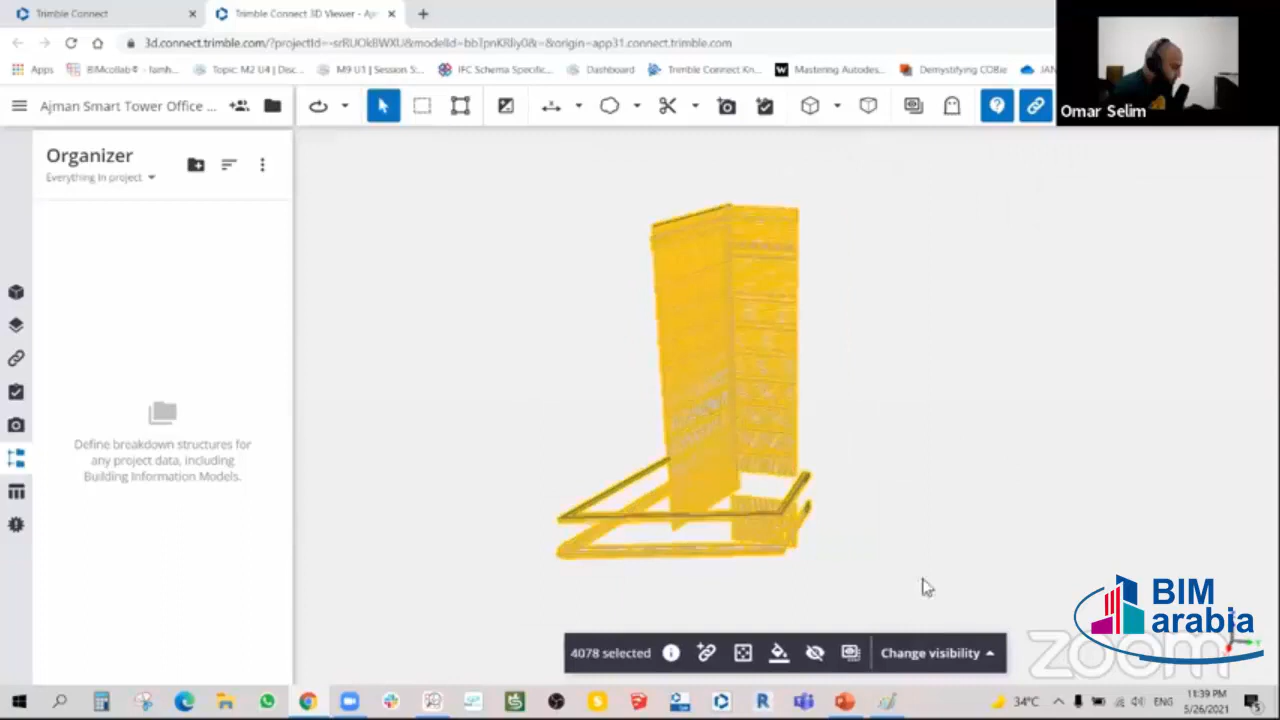 Trimble Connect
Trimble Connect 3D Viewer - Ap
3d.connect.trimble.com/?projectId=-srRUOkBWXU&modelId=bbTpnKRliy0&=&origin=app31.connect.trimble.com
Apps
Topic: M2 U4 | Disc...
M9 U1 | Session S...
IFC Schema Specific...
Dashboard
Trimble Connect Kn...
Mastering Autodes...
Demystifying COBie
JAN
Omar Selim
Ajman Smart Tower Office ...
Organizer
Everything in project
Define breakdown structures for
any project data, including
Building Information Models.
4078 selected
Change visibility
BIM
arabia
zoom
34°C
ENG
11:39 PM
5/26/2021